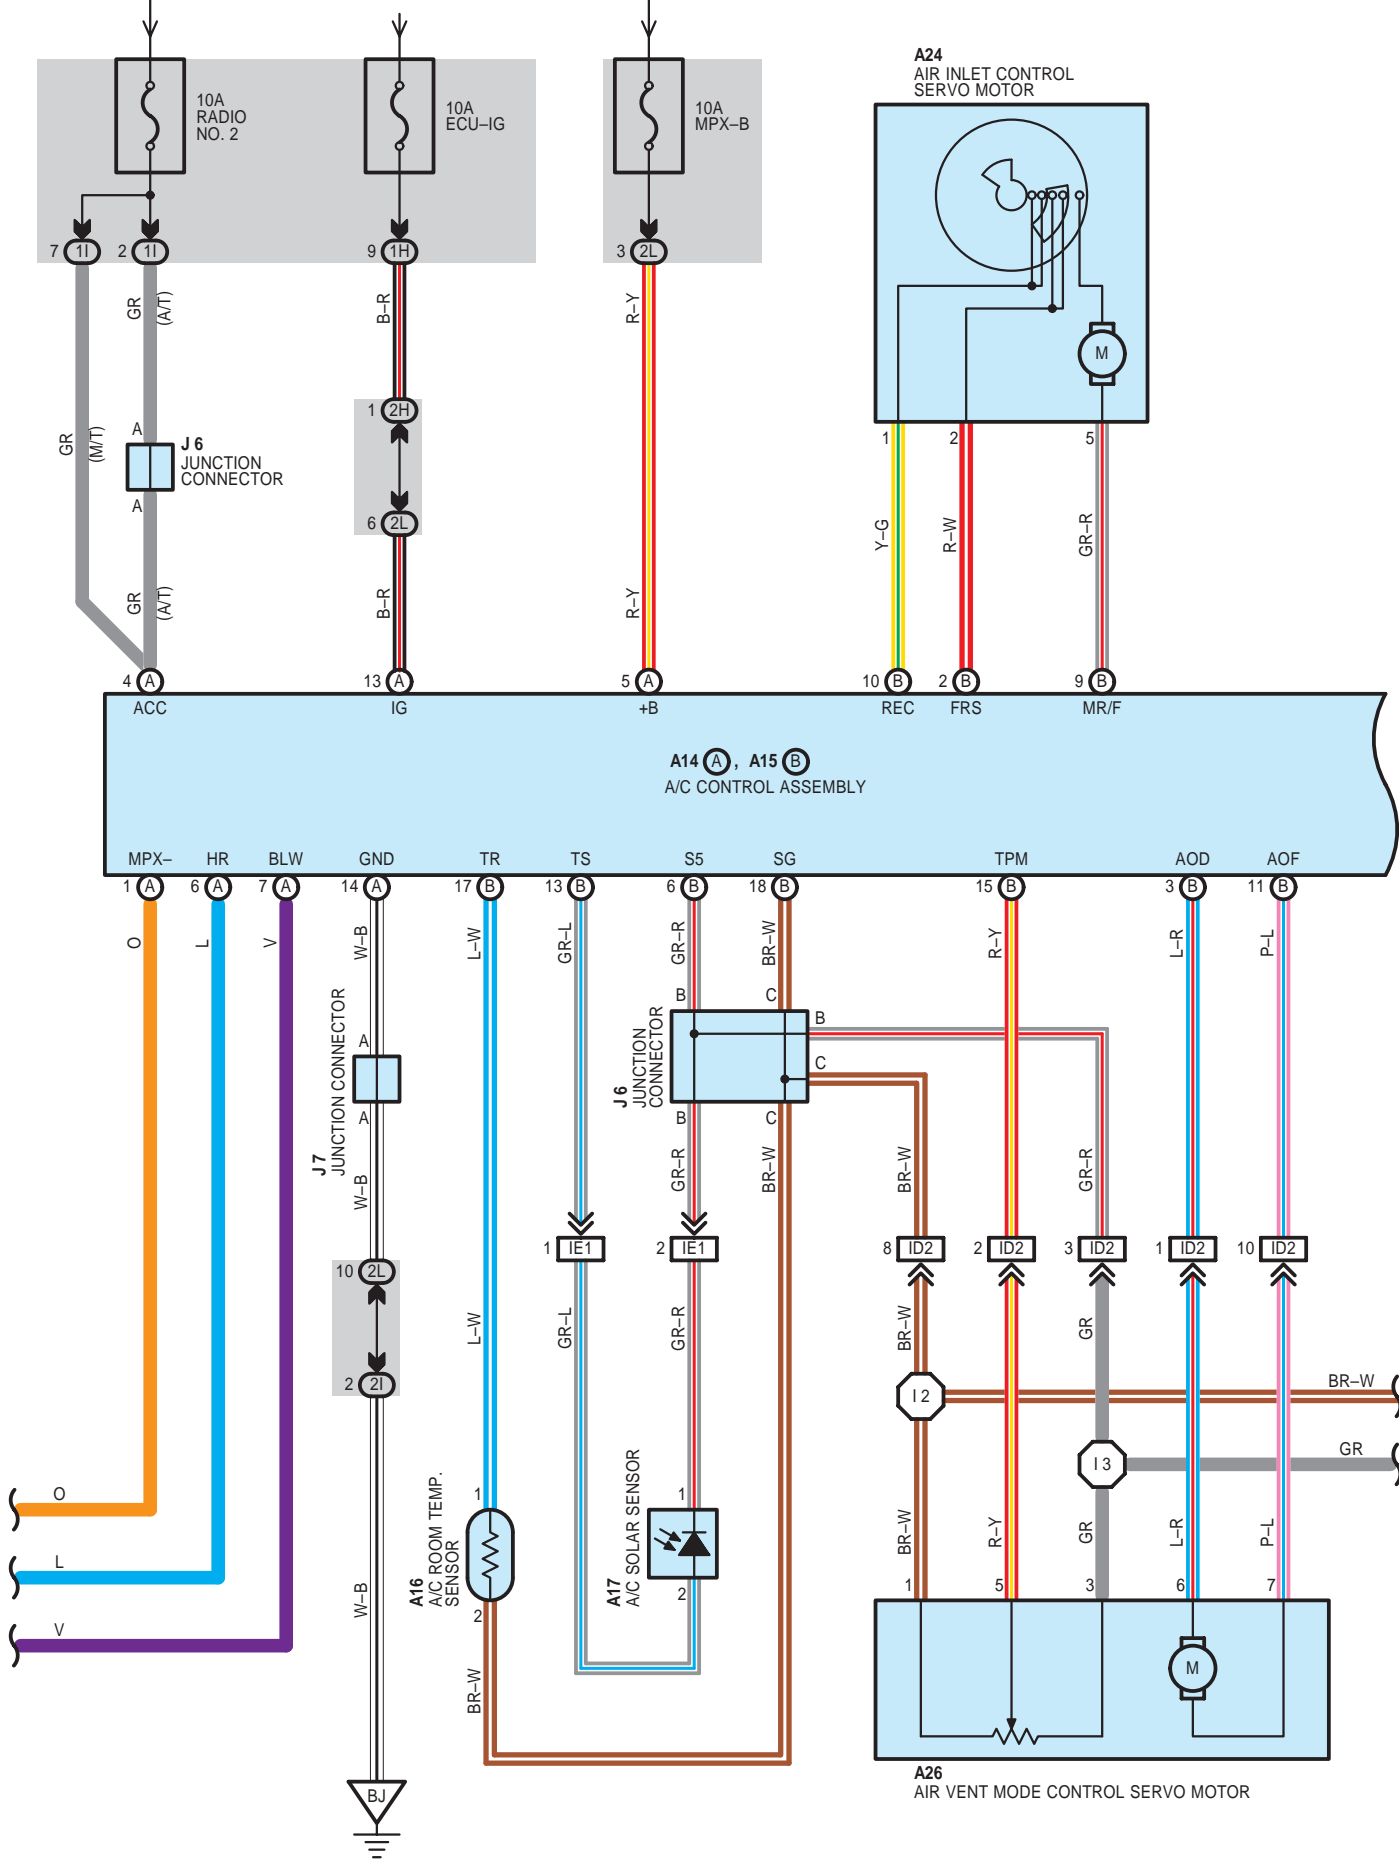 A24
AIR INLET CONTROL
SERVO MOTOR
10A
RADIO
NO. 2
10A
ECU–IG
10A
MPX–B
7 1I
2 1I
9 1H
3 2L
GR
(A/T)
B–R
R–Y
M
1 2H
A
J 6
JUNCTION
CONNECTOR
GR
(M/T)
1
2
5
A
6 2L
Y–G
R–W
GR–R
GR
(A/T)
B–R
R–Y
4 A
13 A
5 A
10 B
2 B
9 B
ACC
IG
+B
REC
FRS
MR/F
A14 A , A15 B
A/C CONTROL ASSEMBLY
MPX–
HR
BLW
GND
TR
TS
S5
SG
TPM
AOD
AOF
1 A
6 A
7 A
14 A
17 B
13 B
6 B
18 B
15 B
3 B
11 B
O
L
V
W–B
L–W
GR–L
GR–R
BR–W
R–Y
L–R
P–L
B
C
B
A
J 7
JUNCTION CONNECTOR
J 6
JUNCTION
CONNECTOR
C
A
B
C
W–B
GR–R
BR–W
BR–W
GR–R
1 IE1
2 IE1
8 ID2
2 ID2
3 ID2
1 ID2
10 ID2
10 2L
L–W
GR–L
GR–R
BR–W
GR
2 2I
I 2
BR–W
I 3
GR
O
1
1
A16
A/C ROOM TEMP.
SENSOR
A17
A/C SOLAR SENSOR
BR–W
R–Y
GR
L–R
P–L
L
W–B
2
2
1
5
3
6
7
V
BR–W
M
A26
AIR VENT MODE CONTROL SERVO MOTOR
BJ